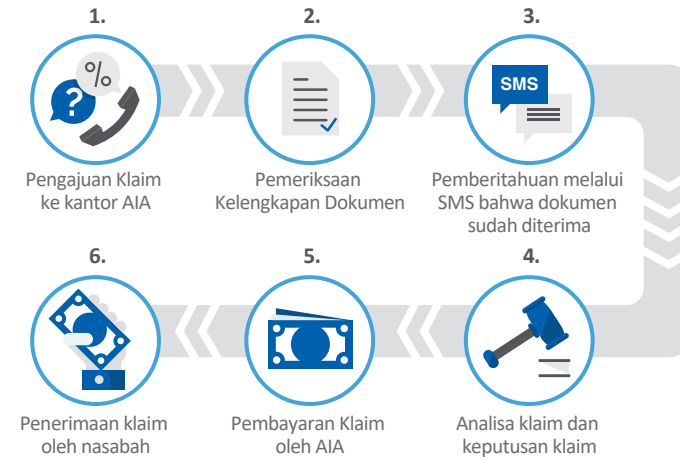 1.
2.
3.
?
%
SMS
Pengajuan Klaim
ke kantor AIA
Pemeriksaan
Kelengkapan Dokumen
Pemberitahuan melalui
SMS bahwa dokumen
sudah diterima
6.
5.
4.
Penerimaan klaim
oleh nasabah
Pembayaran Klaim
oleh AIA
Analisa klaim dan
keputusan klaim